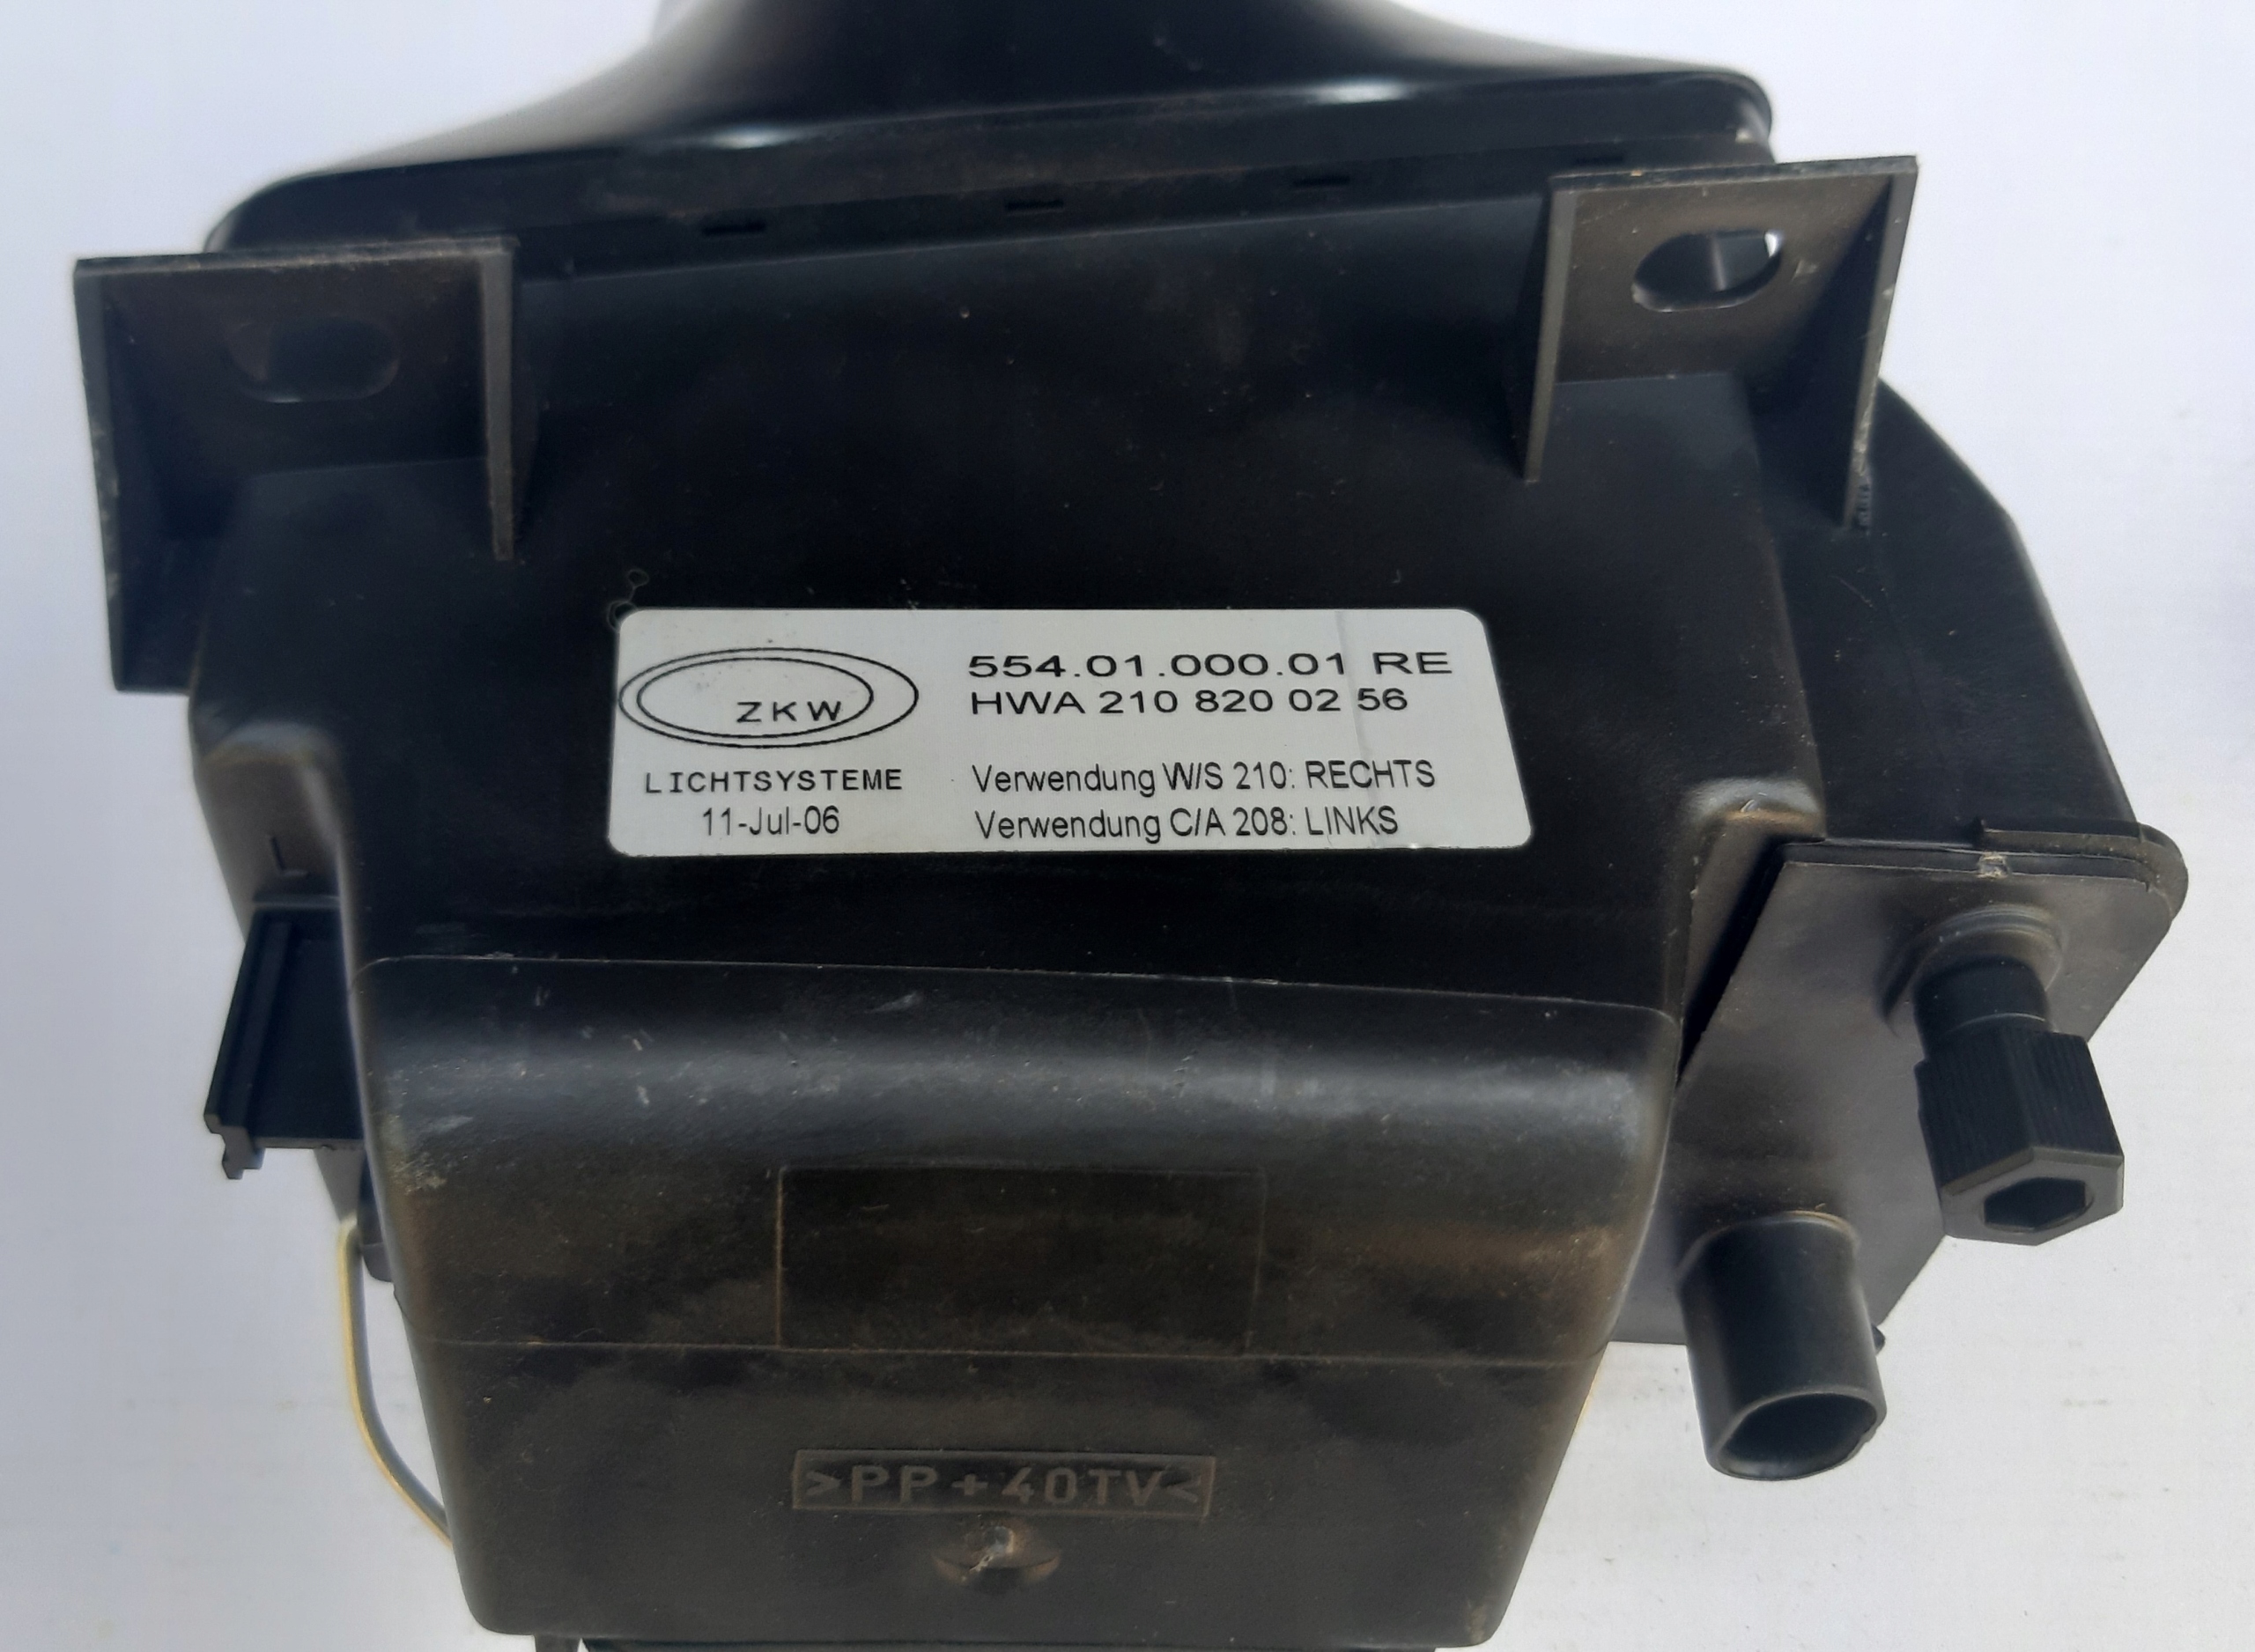 ZKW
LICHTSYSTEME
11-Jul-06
554.01.000.01 RE
HWA 210 820 02 56
Verwendung W/S 210: RECHTS
Verwendung C/A 208: LINKS
>PP+40TV<